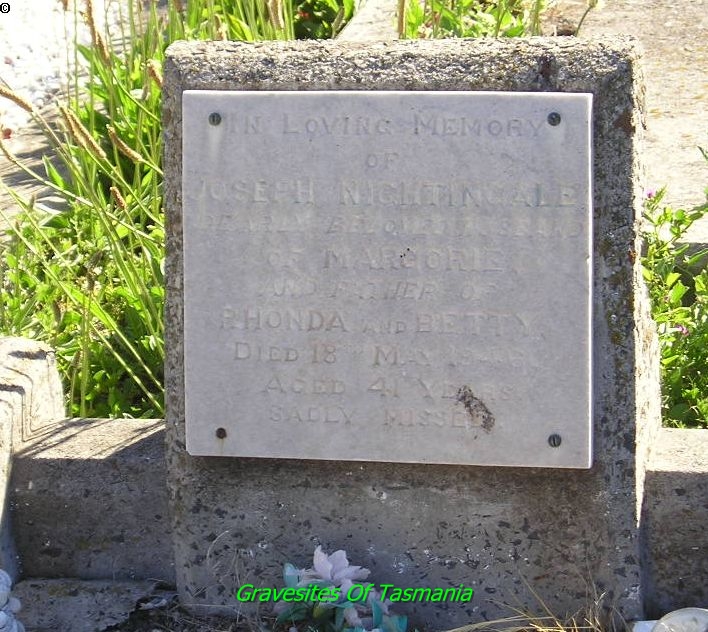 ©
IN LOVING MEMORY
OF
JOSEPH NIGHTINGALE
DEARLY BELOVED HUSBAND
OF MARGORIE
AND FATHER OF
RHONDA AND BETTY
DIED 18 MAY
AGED 41 YEARS
SADLY MISSED
Gravesites Of Tasmania